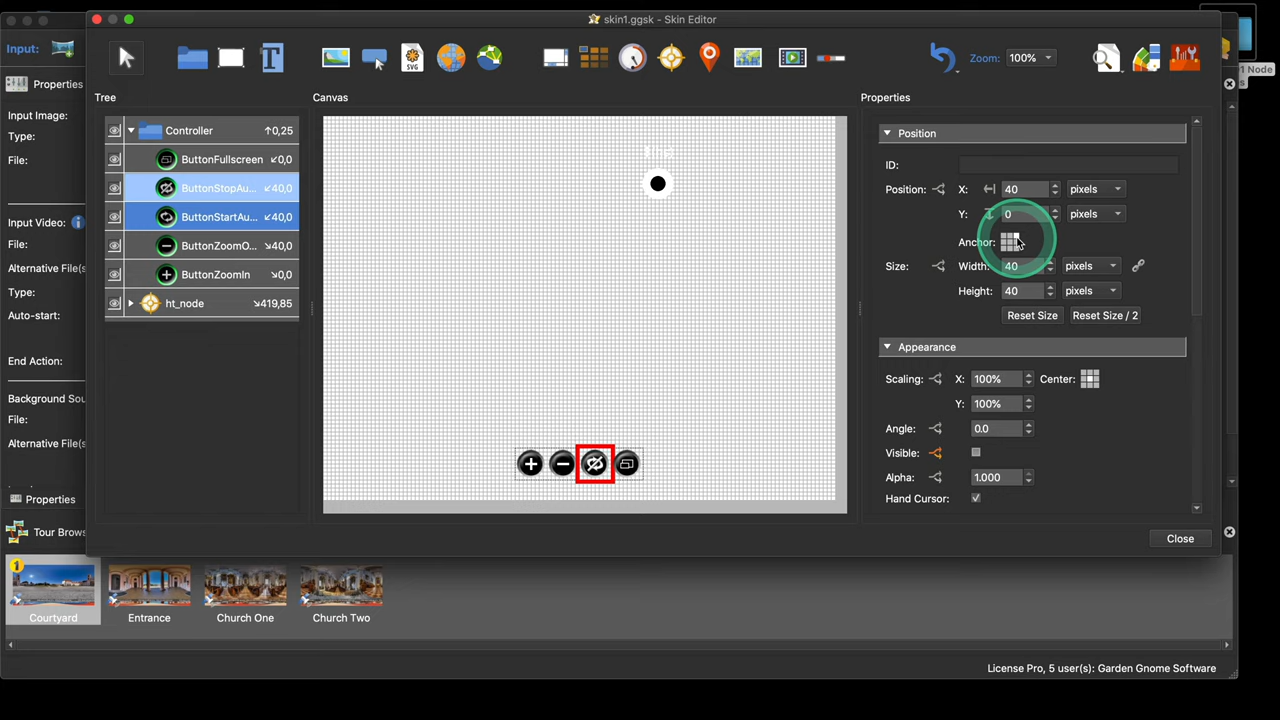 skin1.ggsk - Skin Editor
Input:
T
SVG
Zoom: 100%
1 Node
Properties
Tree
Canvas
Properties
Input Image:
Type:
File:
Input Video:
File:
Alternative File(s
Type:
Auto-start:
End Action:
Background Sou
File:
Alternative File(s
Properties
Tour Brows
Controller ↑0,25
ButtonFullscreen ↙0,0
ButtonStopAu... ↙40,0
ButtonStartAu... ↙40,0
ButtonZoomO... ↘40,0
ButtonZoomIn ↘0,0
ht_node ↘419,85
Position
ID:
Position: X: 40 pixels
Y: 0 pixels
Anchor:
Size: Width: 40 pixels
Height: 40 pixels
Reset Size Reset Size / 2
Appearance
Scaling: X: 100% Center:
Y: 100%
Angle: 0.0
Visible:
Alpha: 1.000
Hand Cursor:
Close
1
Courtyard
Entrance
Church One
Church Two
License Pro, 5 user(s): Garden Gnome Software